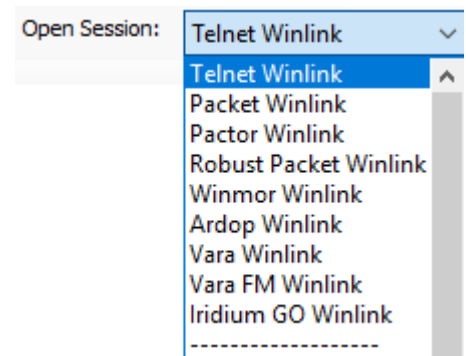 Open Session: Telnet Winlink
Telnet Winlink
Packet Winlink
Pactor Winlink
Robust Packet Winlink
Winmor Winlink
Ardop Winlink
Vara Winlink
Vara FM Winlink
Iridium GO Winlink
-------------------